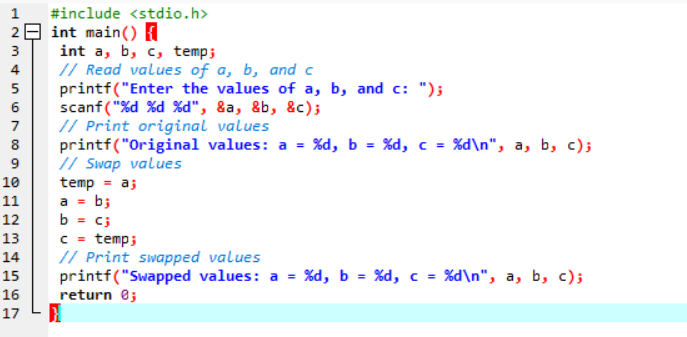 1 #include <stdio.h>
2 int main() {
3 int a, b, c, temp;
4 // Read values of a, b, and c
5 printf("Enter the values of a, b, and c: ");
6 scanf("%d %d %d", &a, &b, &c);
7 // Print original values
8 printf("Original values: a = %d, b = %d, c = %d\n", a, b, c);
9 // Swap values
10 temp = a;
11 a = b;
12 b = c;
13 c = temp;
14 // Print swapped values
15 printf("Swapped values: a = %d, b = %d, c = %d\n", a, b, c);
16 return 0;
17 }